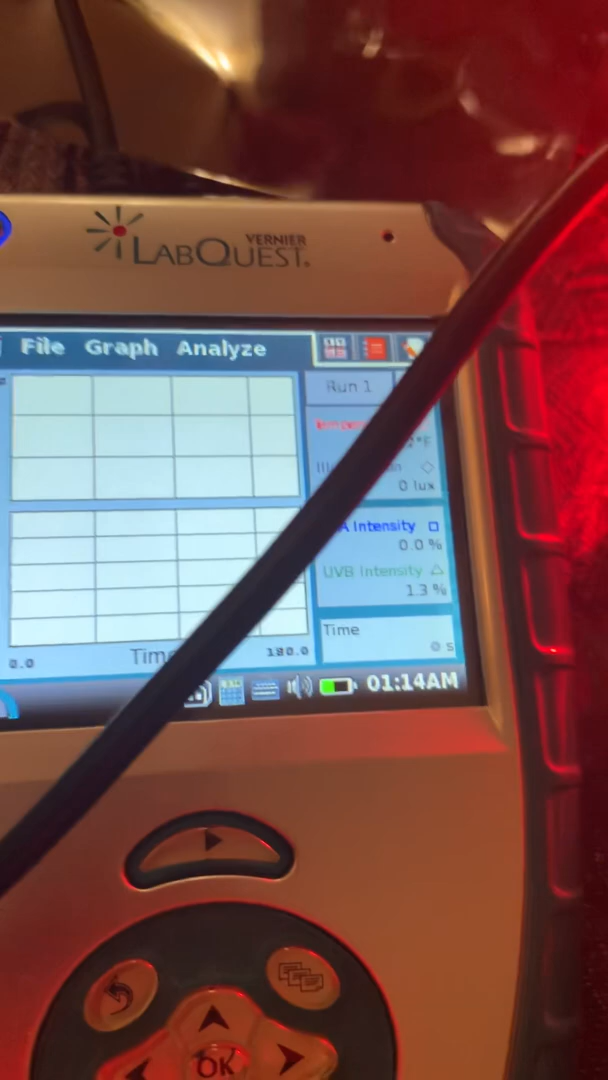 VERNIER
LABQUEST
File Graph Analyze
Run 1
°F
0 lux
A Intensity
0.0 %
UVB Intensity
1.3 %
Time
0 s
0.0
180.0
01:14AM
OK